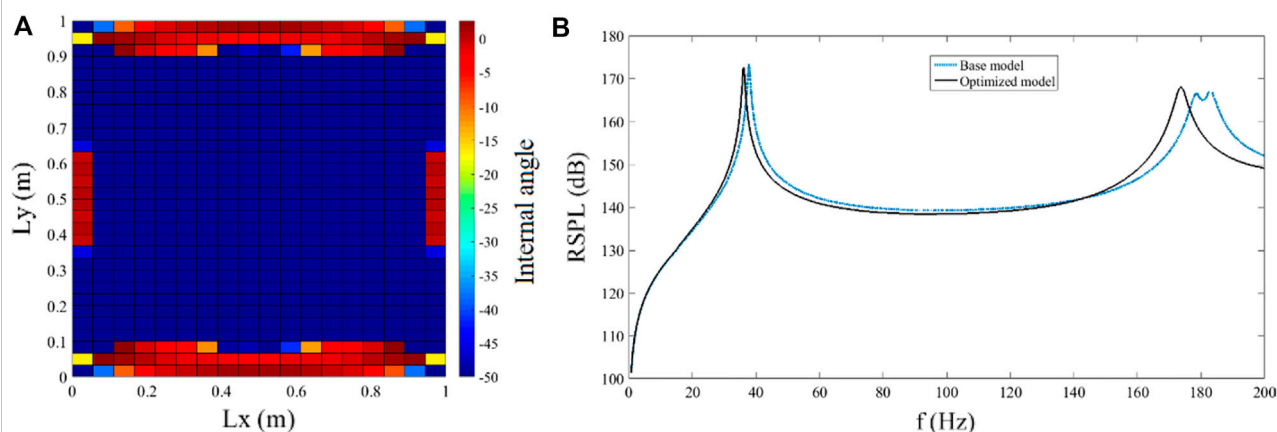 A
1
0.9
0.8
0.7
0.6
0.5
0.4
0.3
0.2
0.1
0
Ly (m)
0 0.2 0.4 0.6 0.8 1
Lx (m)
0
-5
-10
-15
-20
-25
-30
-35
-40
-45
-50
Internal angle
B
180
170
160
150
140
130
120
110
100
RSPL (dB)
Base model
Optimized model
0 20 40 60 80 100 120 140 160 180 200
f (Hz)